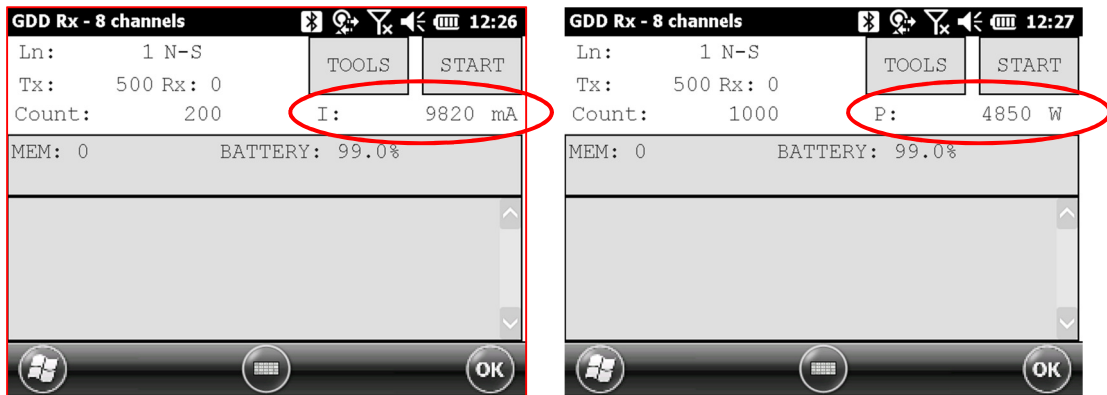 GDD Rx - 8 channels 12:26
Ln: 1 N-S
TOOLS START
Tx: 500 Rx: 0
Count: 200 I: 9820 mA
MEM: 0 BATTERY: 99.0%
OK
GDD Rx - 8 channels 12:27
Ln: 1 N-S
TOOLS START
Tx: 500 Rx: 0
Count: 1000 P: 4850 W
MEM: 0 BATTERY: 99.0%
OK